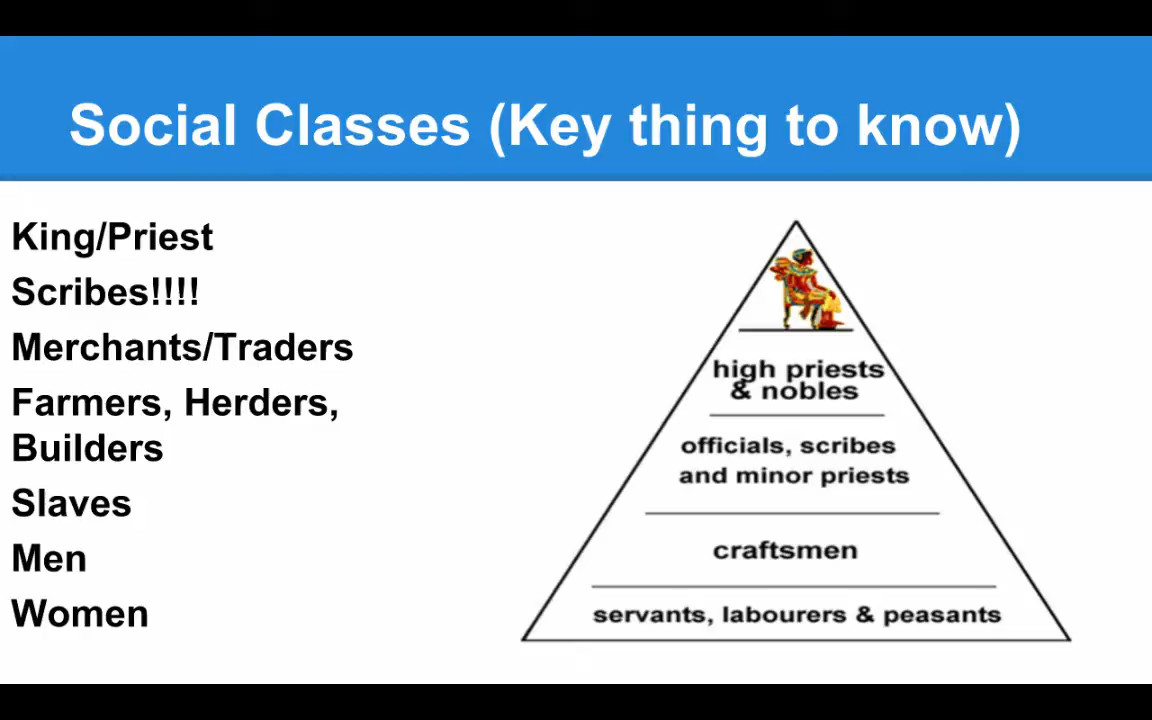 Social Classes (Key thing to know)
King/Priest
Scribes!!!!
Merchants/Traders
Farmers, Herders,
Builders
Slaves
Men
Women
high priests
& nobles
officials, scribes
and minor priests
craftsmen
servants, labourers & peasants